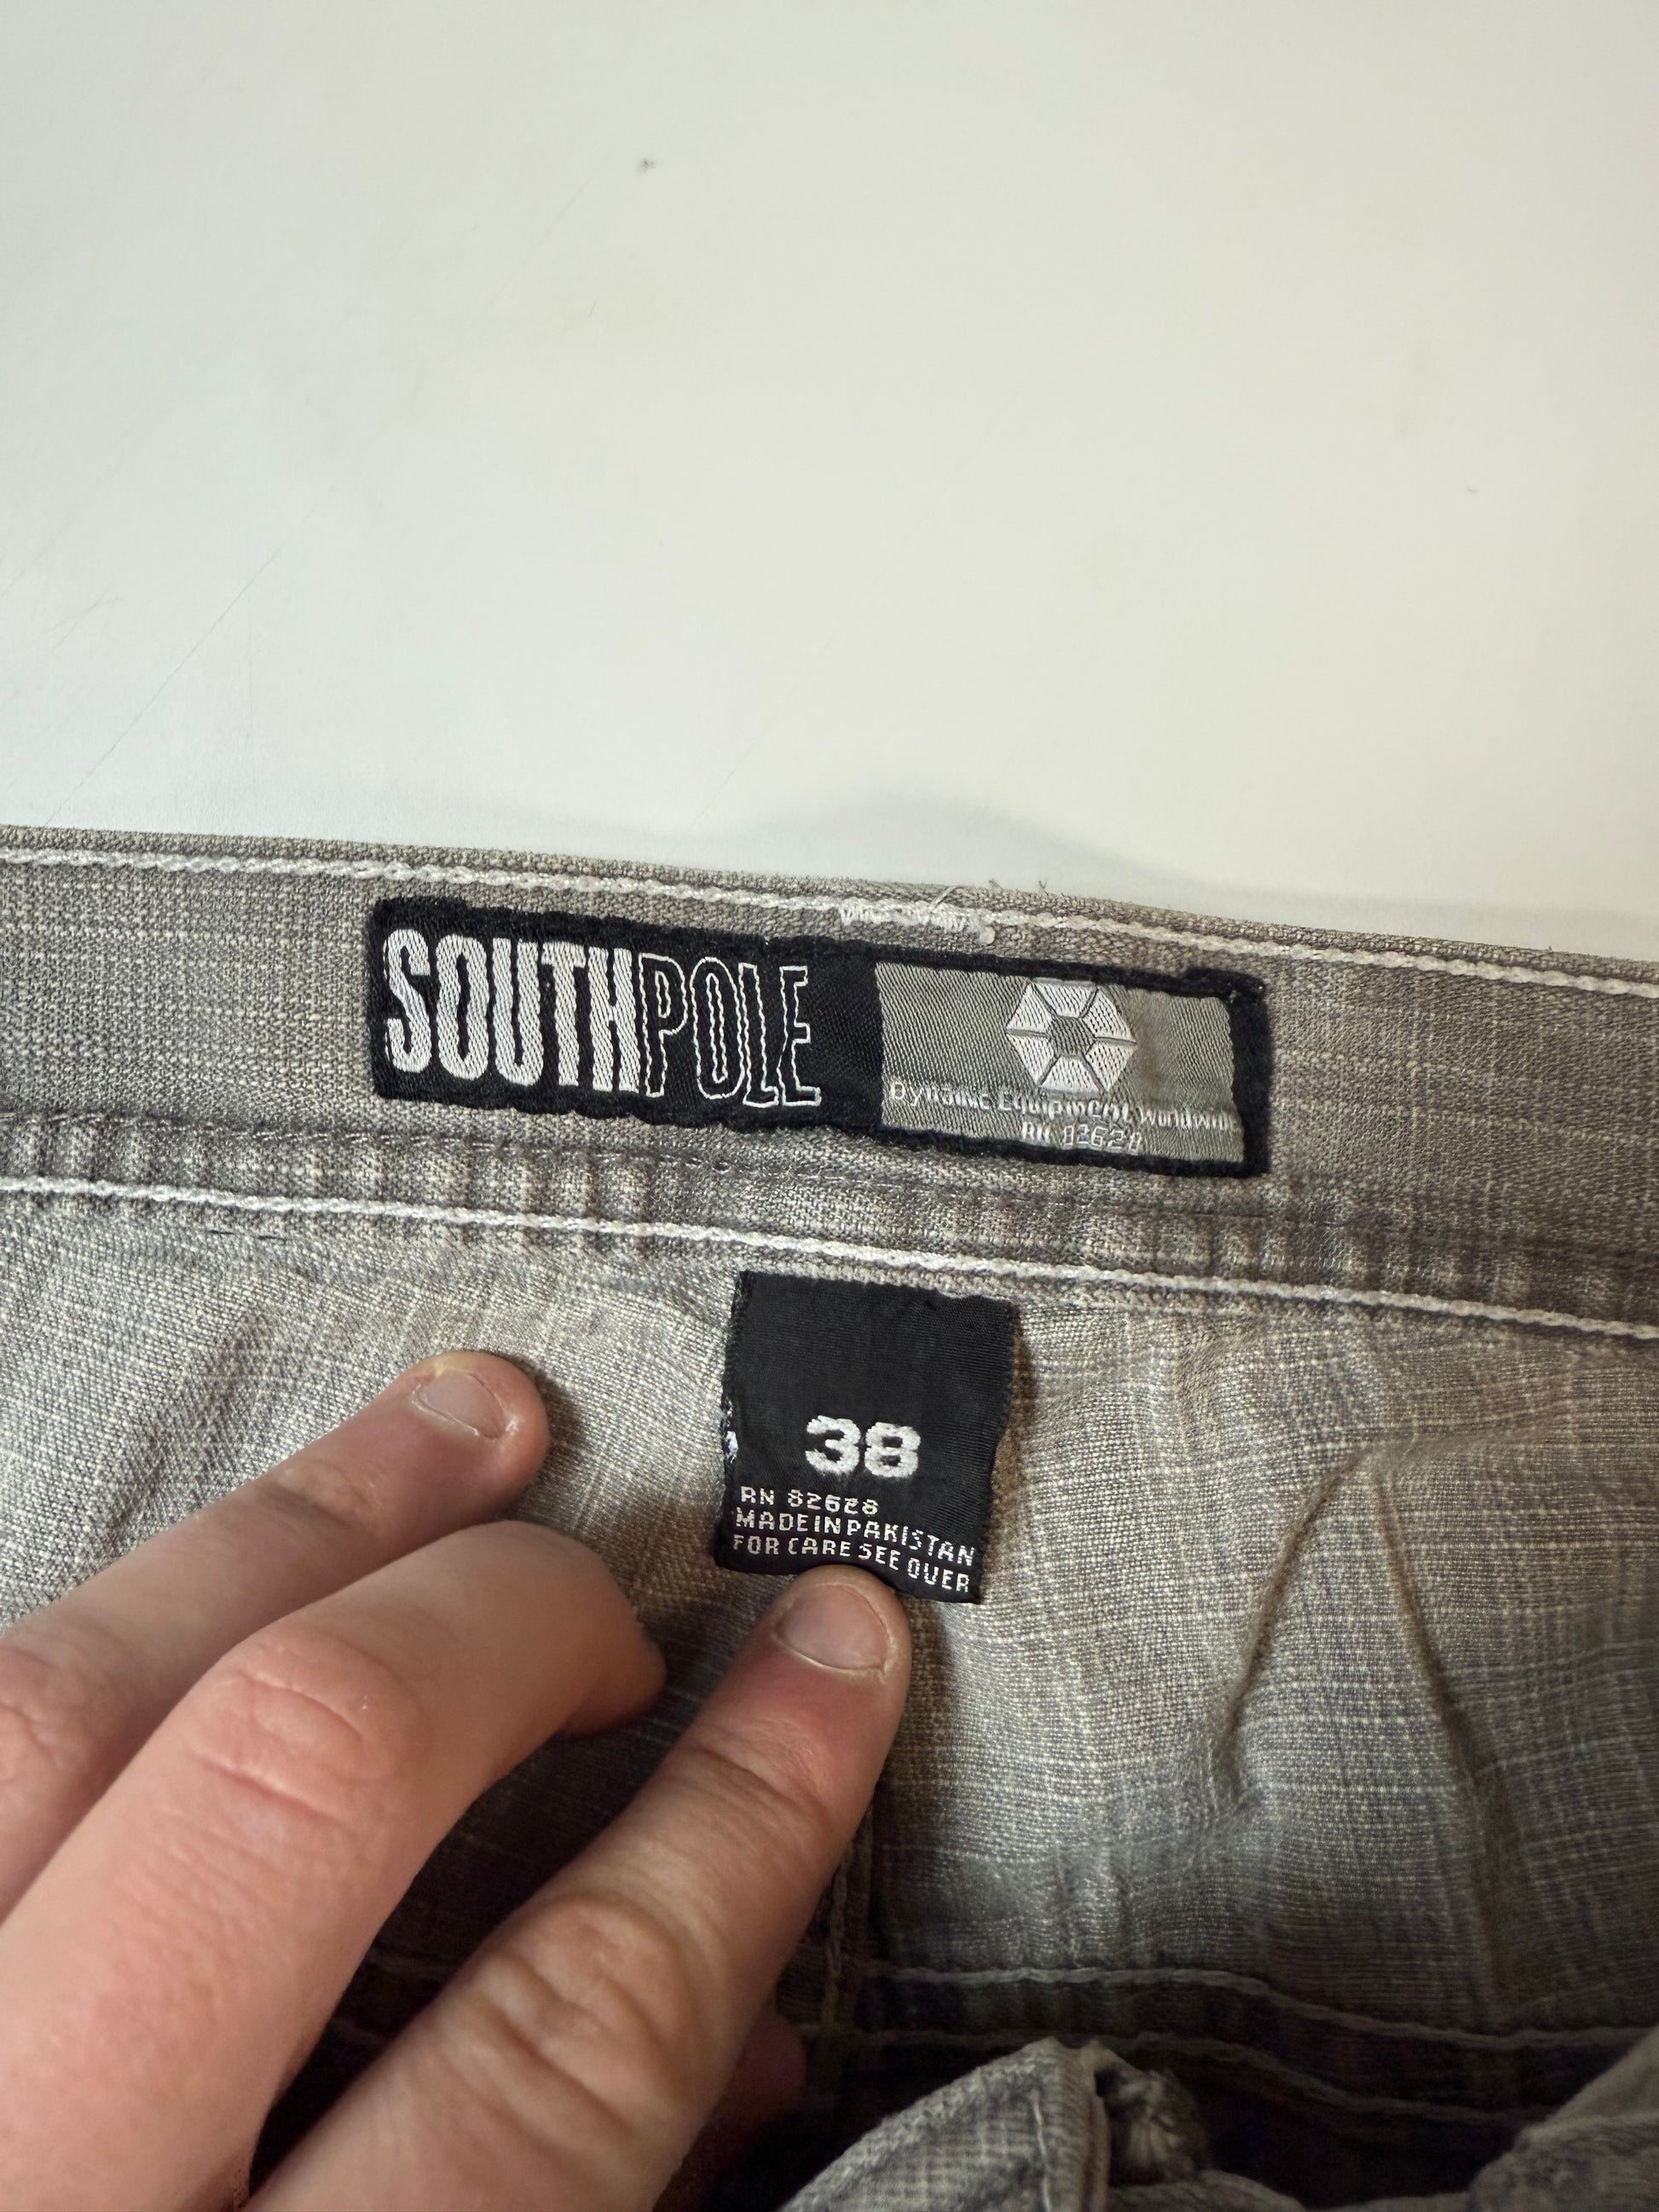 SOUTHPOLE
Dynamic Equipment Worldwide
RN 82628
38
RN 82628
MADE IN PAKISTAN
FOR CARE SEE OVER